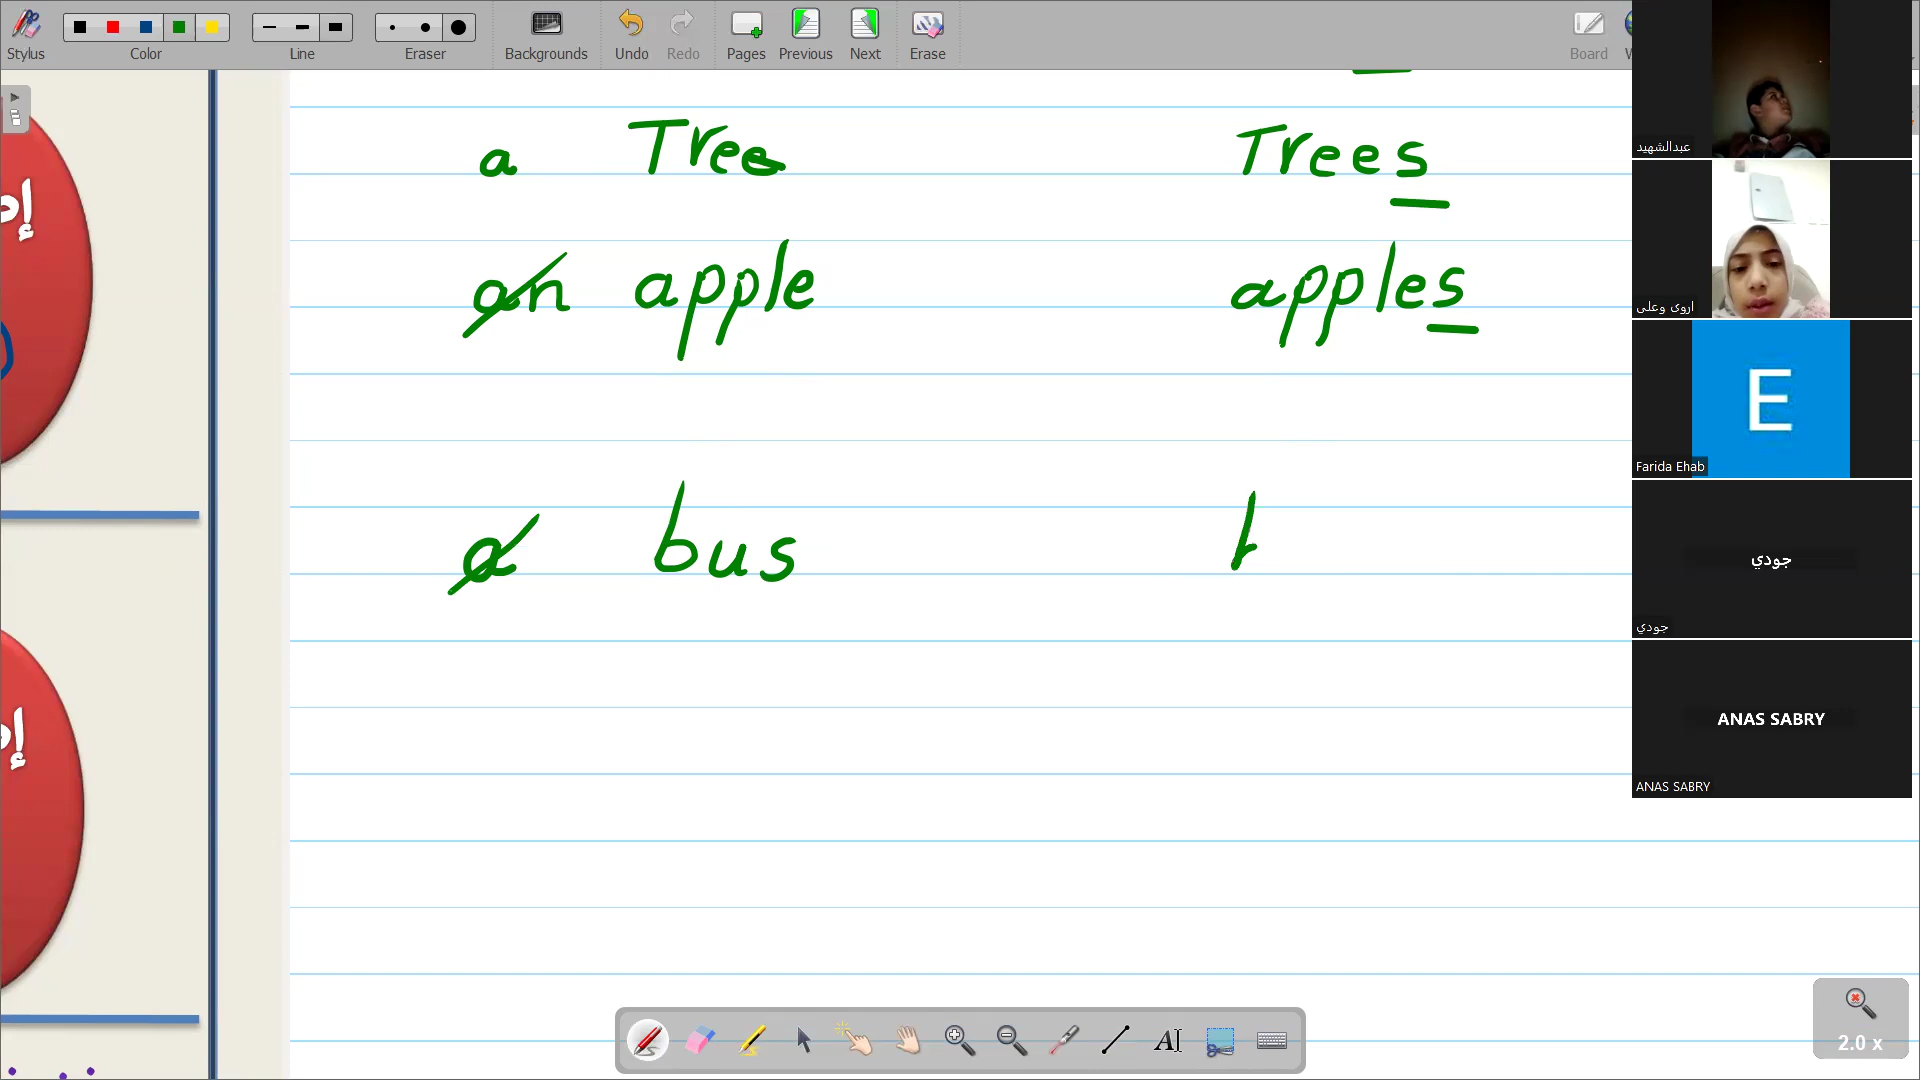 Stylus Color Line Eraser Backgrounds Undo Redo Pages Previous Next Erase Board
a Tree Trees
an apple apples
a bus
عبدالشهيد
اروى وعلى
E
Farida Ehab
جودي
جودي
ANAS SABRY
ANAS SABRY
2.0 x